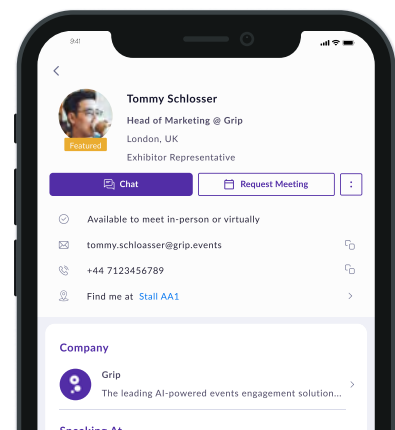 9:41
Tommy Schlosser
Head of Marketing @ Grip
London, UK
Featured
Exhibitor Representative
Chat
Request Meeting
Available to meet in-person or virtually
tommy.schloasser@grip.events
+44 7123456789
Find me at Stall AA1
Company
Grip
The leading AI-powered events engagement solution...
Speaking At